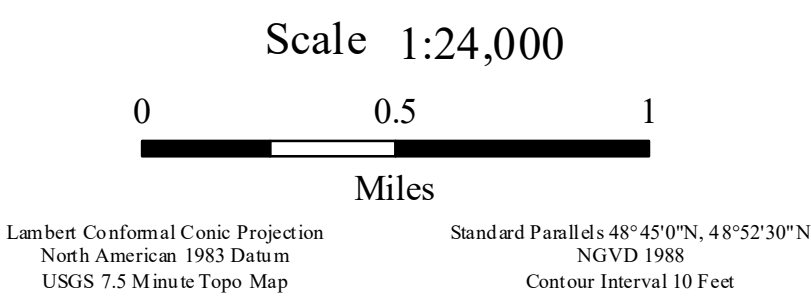 Scale 1:24,000
0 0.5 1
Miles
Lambert Conformal Conic Projection
North American 1983 Datum
USGS 7.5 Minute Topo Map
Standard Parallels 48°45'0"N, 48°52'30"N
NGVD 1988
Contour Interval 10 Feet